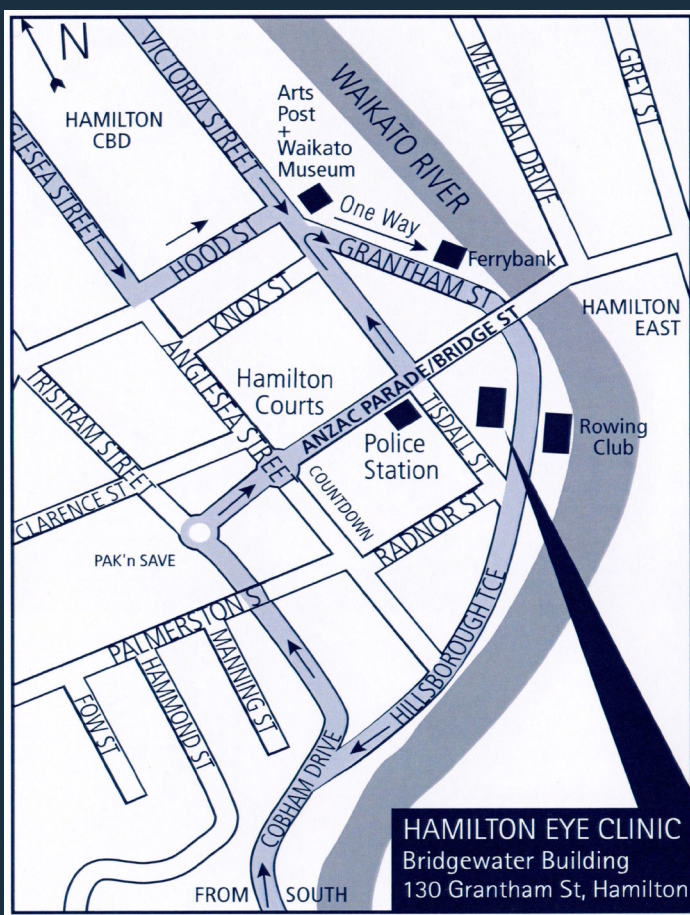 N
HAMILTON
CBD
VICTORIA STREET
Arts
Post
+
Waikato
Museum
WAIKATO RIVER
MEMORIAL DRIVE
GREY ST
GLESEA STREET
HOOD ST
One Way
GRANTHAM ST
Ferrybank
KNOX ST
HAMILTON
EAST
ANGLESEA STREET
Hamilton
Courts
ANZAC PARADE/BRIDGE ST
TRISTRAM STREET
Police
Station
TISDALL ST
Rowing
Club
CLARENCE ST
COUNTDOWN
RADNOR ST
PAK'n SAVE
PALMERSTON S
HILLSBOROUGH TCE
MANNING ST
HAMMOND ST
FOW ST
COBHAM DRIVE
FROM SOUTH
HAMILTON EYE CLINIC
Bridgewater Building
130 Grantham St, Hamilton